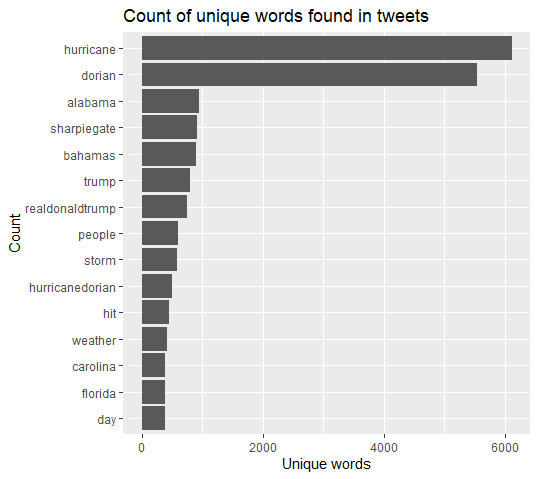 Count of unique words found in tweets
hurricane
dorian
alabama
sharpiegate
bahamas
trump
realdonaldtrump
people
storm
hurricanedorian
hit
weather
carolina
florida
day
Count
0 2000 4000 6000
Unique words